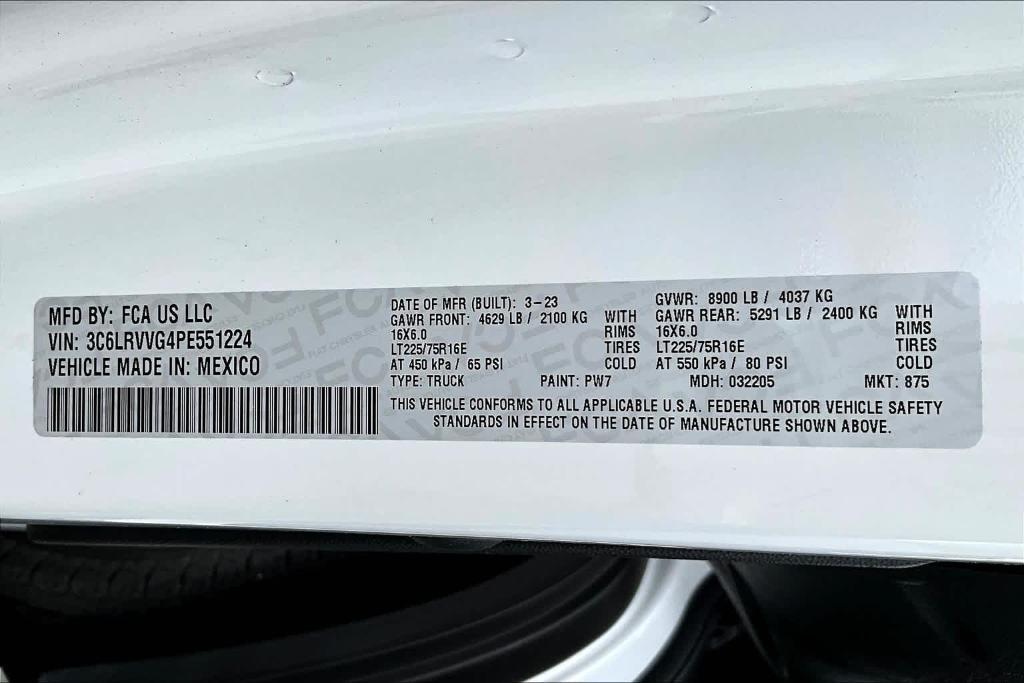 MFD BY: FCA US LLC
VIN: 3C6LRVVG4PE551224
VEHICLE MADE IN: MEXICO
DATE OF MFR (BUILT): 3-23
GAWR FRONT: 4629 LB / 2100 KG WITH
16X6.0 RIMS
LT225/75R16E TIRES
AT 450 kPa / 65 PSI COLD
GVWR: 8900 LB / 4037 KG
GAWR REAR: 5291 LB / 2400 KG WITH
16X6.0 RIMS
LT225/75R16E TIRES
AT 550 kPa / 80 PSI COLD
TYPE: TRUCK PAINT: PW7 MDH: 032205 MKT: 875
THIS VEHICLE CONFORMS TO ALL APPLICABLE U.S.A. FEDERAL MOTOR VEHICLE SAFETY
STANDARDS IN EFFECT ON THE DATE OF MANUFACTURE SHOWN ABOVE.